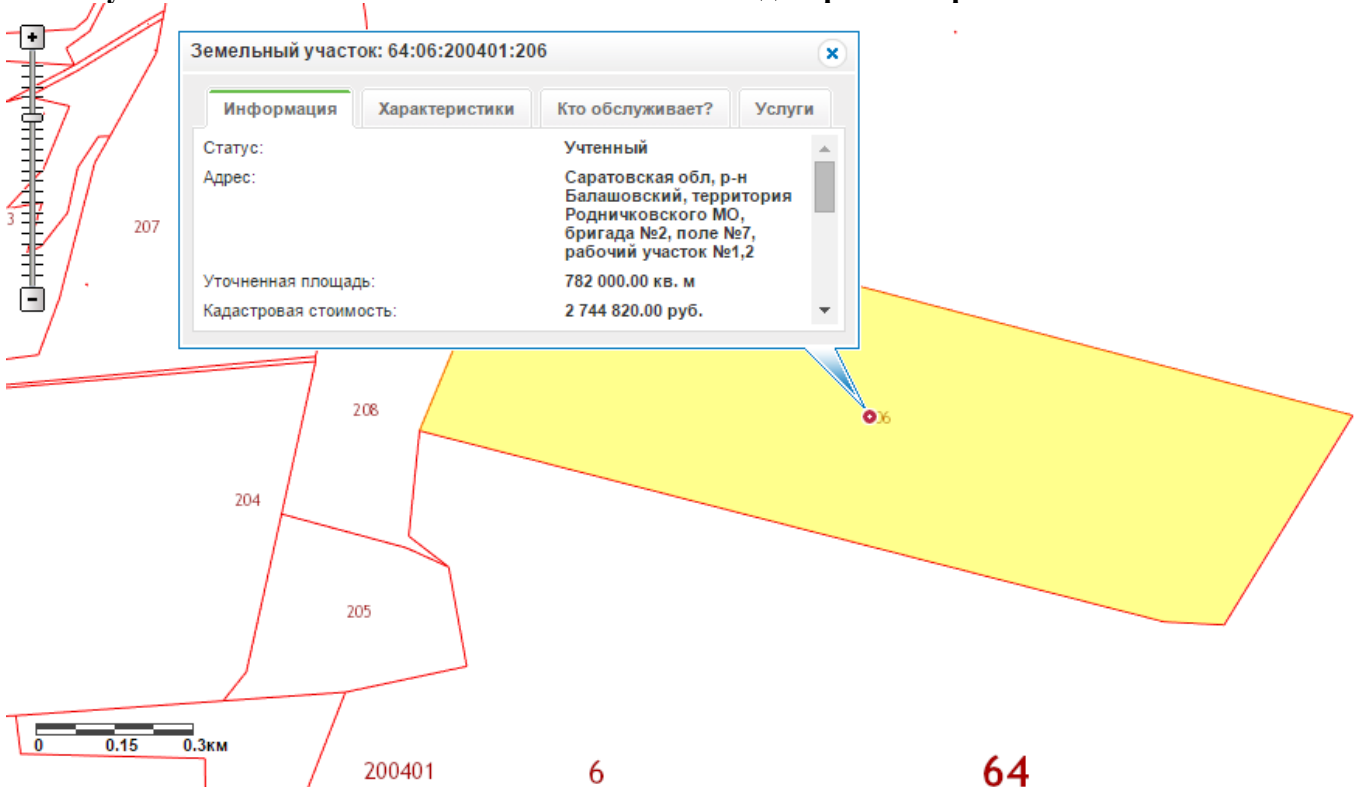 Земельный участок: 64:06:200401:206
Информация
Характеристики
Кто обслуживает?
Услуги
Статус:
Учтенный
Адрес:
Саратовская обл, р-н
Балашовский, территория
Родничковского МО,
бригада №2, поле №7,
рабочий участок №1,2
Уточненная площадь:
782 000.00 кв. м
Кадастровая стоимость:
2 744 820.00 руб.
3
207
208
204
205
0 0.15 0.3км
200401
6
64